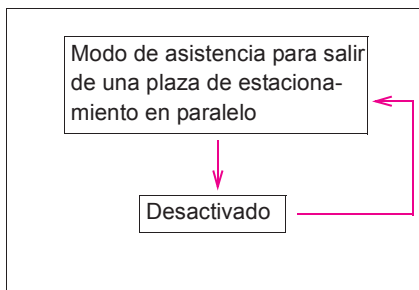 Modo de asistencia para salir
de una plaza de estaciona-
miento en paralelo
Desactivado